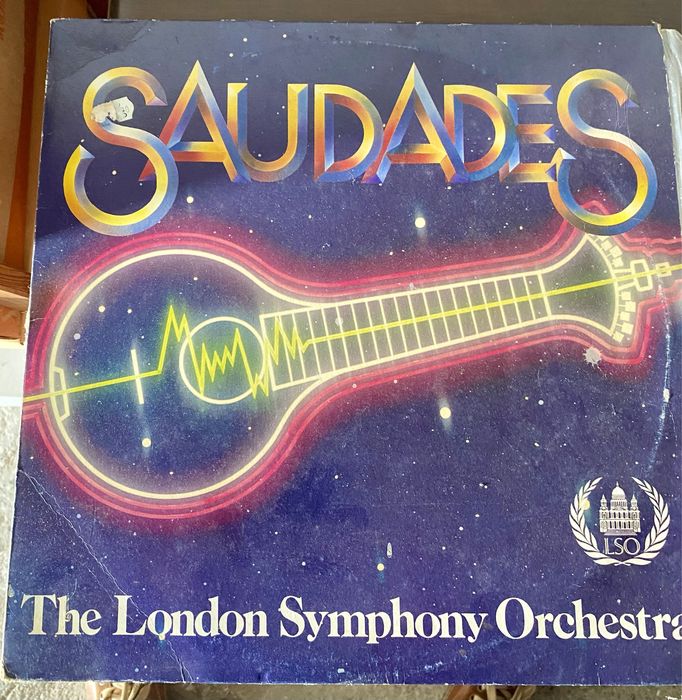 SAUDADES
LSO
The London Symphony Orchestra